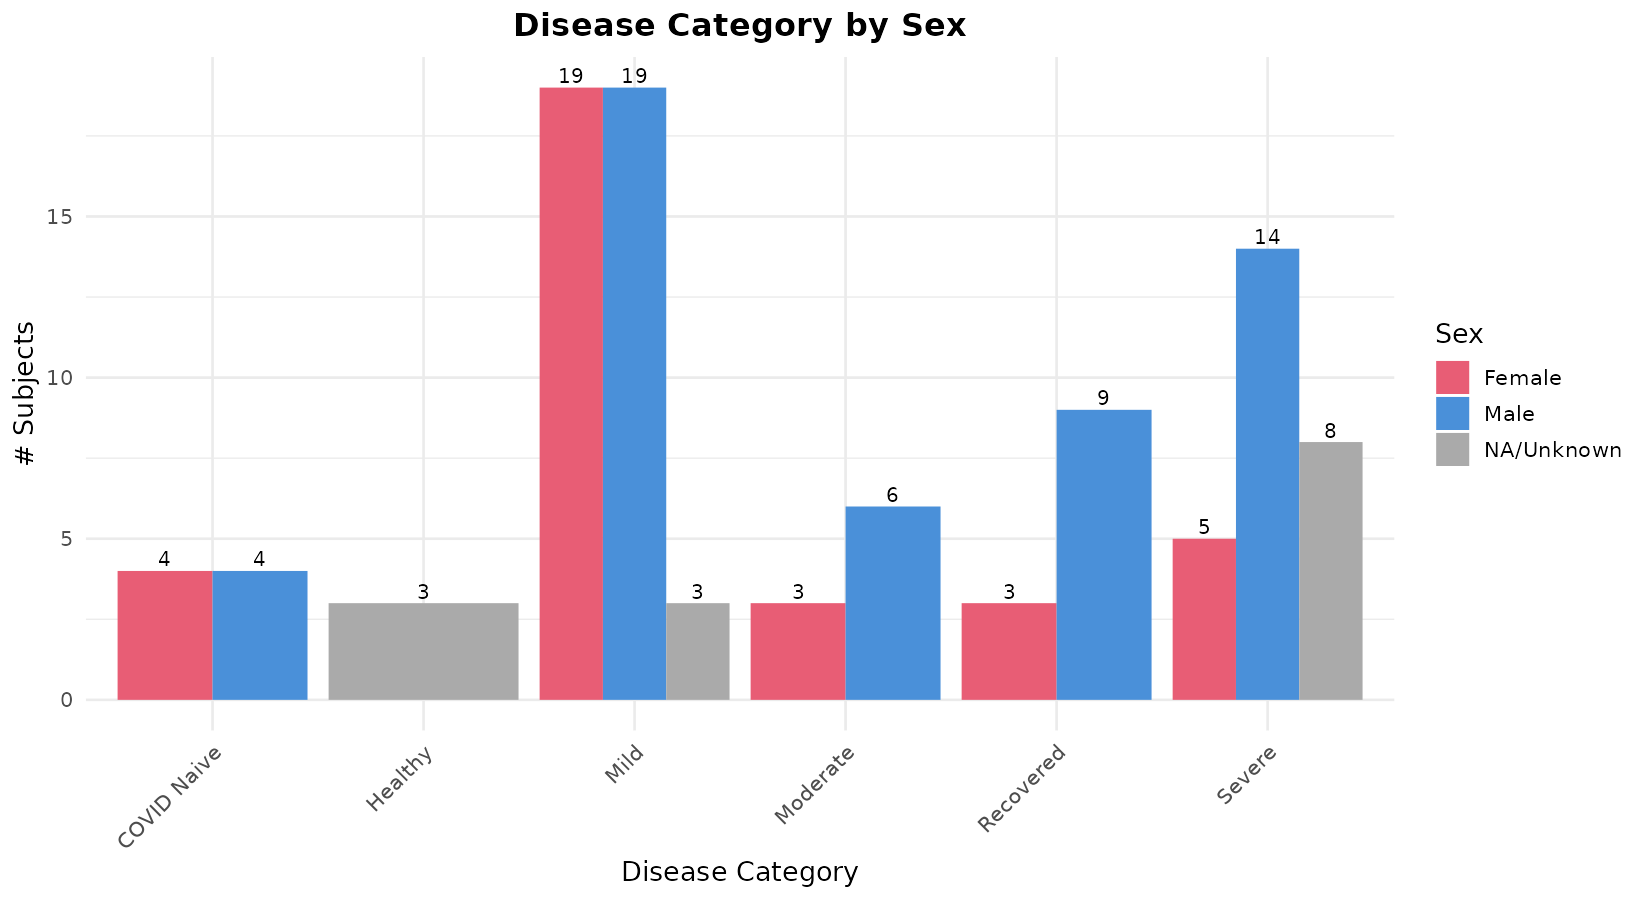 Disease Category by Sex
19
19
14
9
8
6
5
4
4
3
3
3
3
15
10
5
0
# Subjects
COVID Naive
Healthy
Mild
Moderate
Recovered
Severe
Disease Category
Sex
Female
Male
NA/Unknown